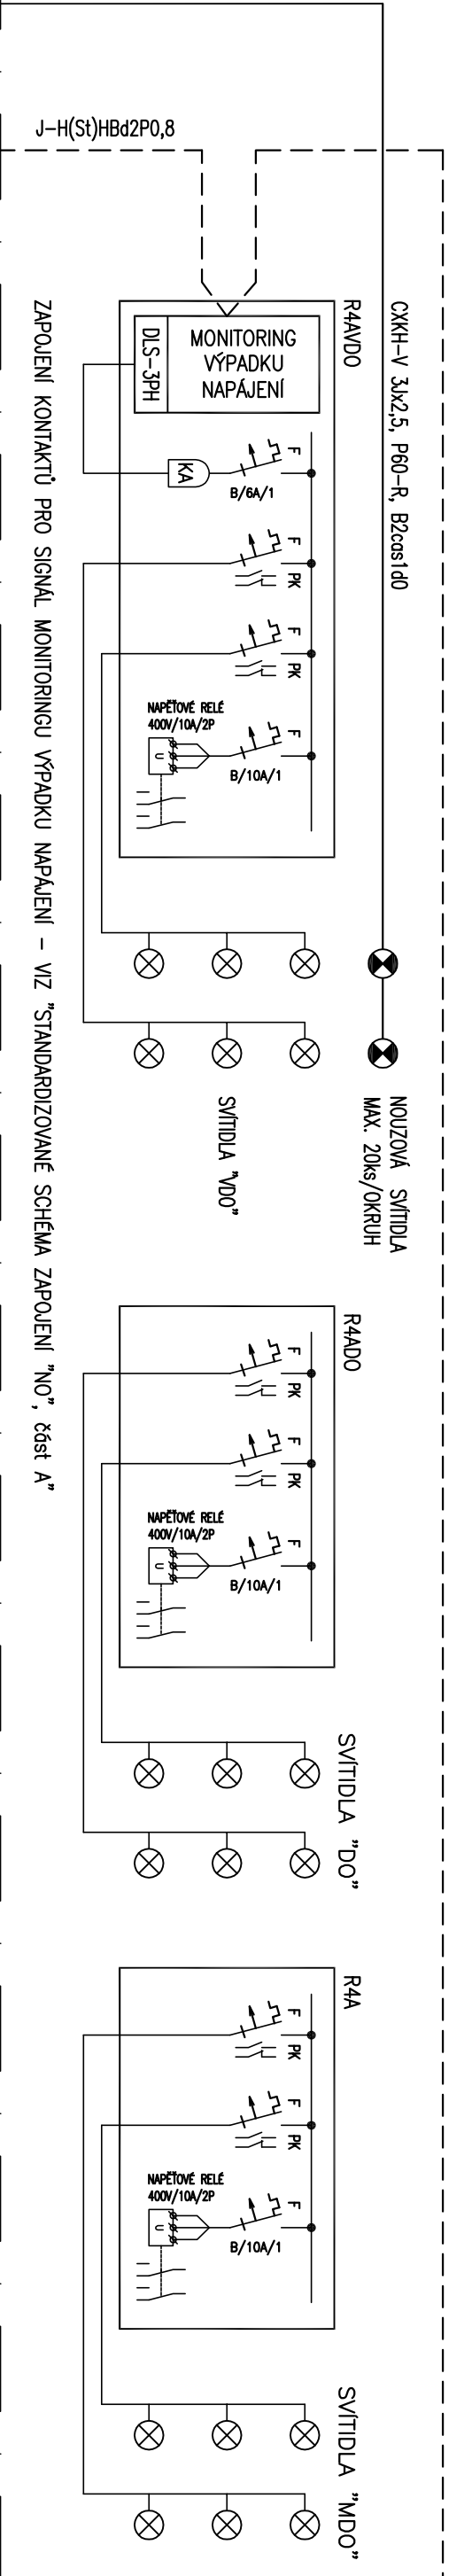 J-H(St)HBd2P0,8
CXKH-V 3Jx2,5, P60-R, B2cas1d0
R4AVDO
MONITORING
VÝPADKU
NAPÁJENÍ
DLS-3PH
KA
F
B/6A/1
F
PK
F
PK
NAPĚŤOVÉ RELÉ
400V/10A/2P
U
F
B/10A/1
NOUZOVÁ SVÍTIDLA
MAX. 20ks/OKRUH
SVÍTIDLA "VDO"
R4ADO
F
PK
F
PK
NAPĚŤOVÉ RELÉ
400V/10A/2P
U
F
B/10A/1
SVÍTIDLA "DO"
R4A
F
PK
F
PK
NAPĚŤOVÉ RELÉ
400V/10A/2P
U
F
B/10A/1
SVÍTIDLA "MDO"
ZAPOJENÍ KONTAKTŮ PRO SIGNÁL MONITORINGU VÝPADKU NAPÁJENÍ - VIZ "STANDARDIZOVANÉ SCHÉMA ZAPOJENÍ "NO", část A"